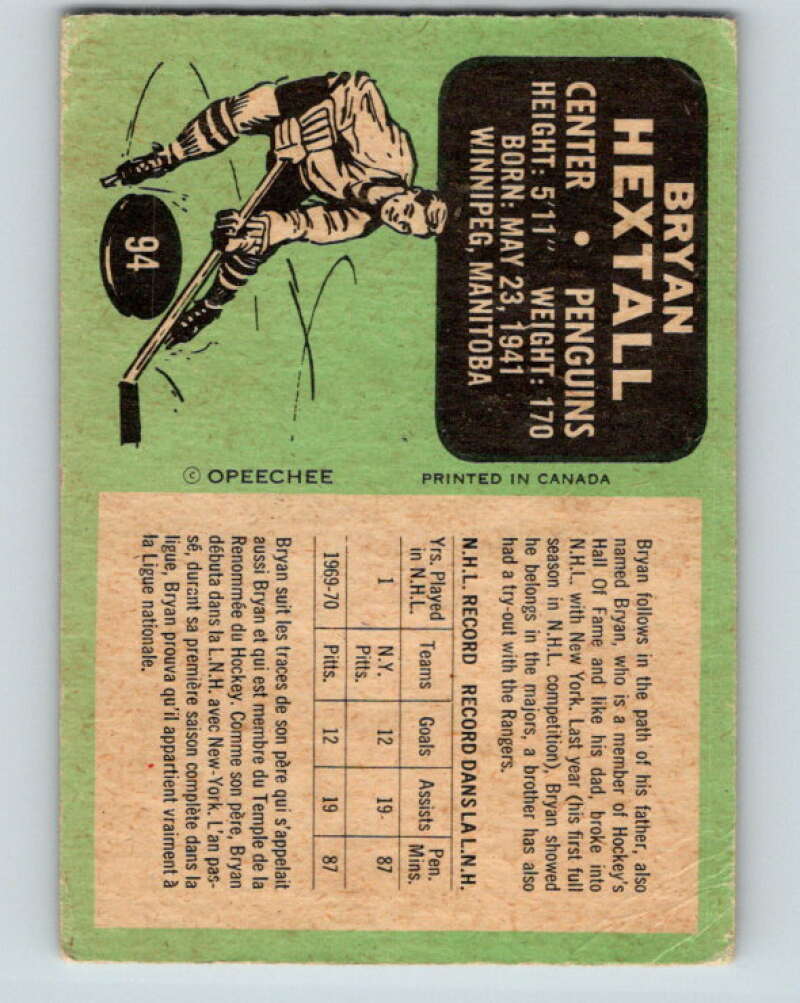 BRYAN
HEXTALL
CENTER • PENGUINS
HEIGHT: 5'11" WEIGHT: 170
BORN: MAY 23, 1941
WINNIPEG, MANITOBA
94
© OPEECHEE
PRINTED IN CANADA
Bryan follows in the path of his father, also
named Bryan, who is a member of Hockey's
Hall Of Fame and like his dad, broke into
N.H.L. with New York. Last year (his first full
season in N.H.L. competition), Bryan showed
he belongs in the majors, a brother has also
had a try-out with the Rangers.
N.H.L. RECORD RECORD DANS LA L.N.H.
Yrs. Played in N.H.L. Teams Goals Assists Pen. Mins.
1 N.Y. Pitts. 12 19 87
1969-70 Pitts. 12 19 87
Bryan suit les traces de son père qui s'appelait
aussi Bryan et qui est membre du Temple de la
Renommée du Hockey. Comme son père, Bryan
débuta dans la L.N.H. avec New-York. L'an pas-
sé, durant sa première saison complète dans la
ligue, Bryan prouva qu'il appartient vraiment à
la Ligue nationale.